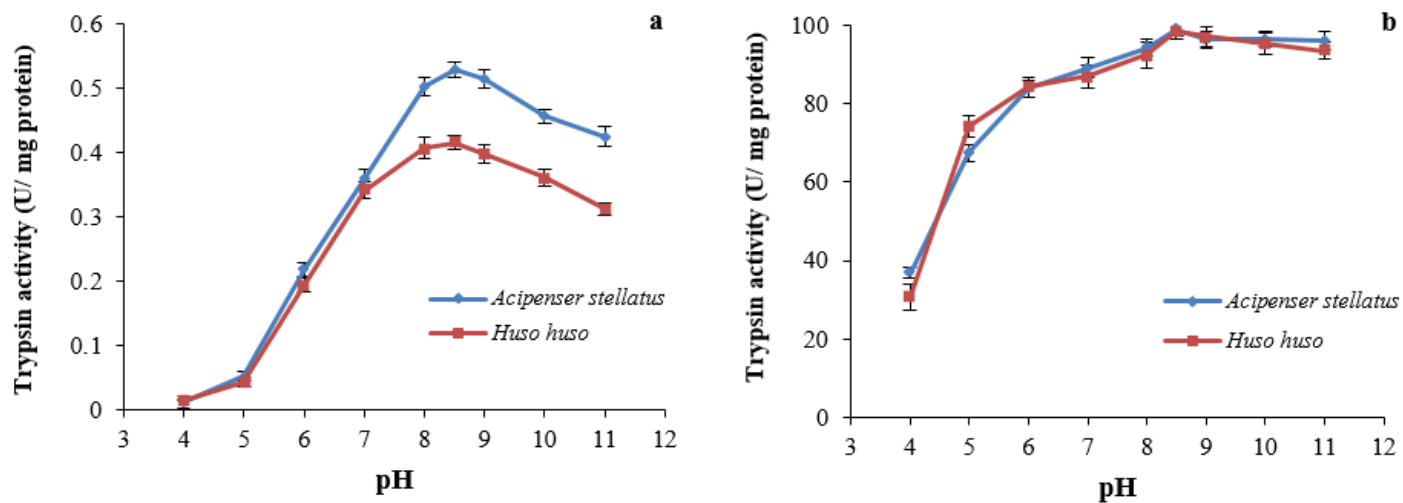 a
Trypsin activity (U/ mg protein)
0.6
0.5
0.4
0.3
0.2
0.1
0
3 4 5 6 7 8 9 10 11 12
pH
Acipenser stellatus
Huso huso
b
Trypsin activity (U/ mg protein)
100
80
60
40
20
0
3 4 5 6 7 8 9 10 11 12
pH
Acipenser stellatus
Huso huso